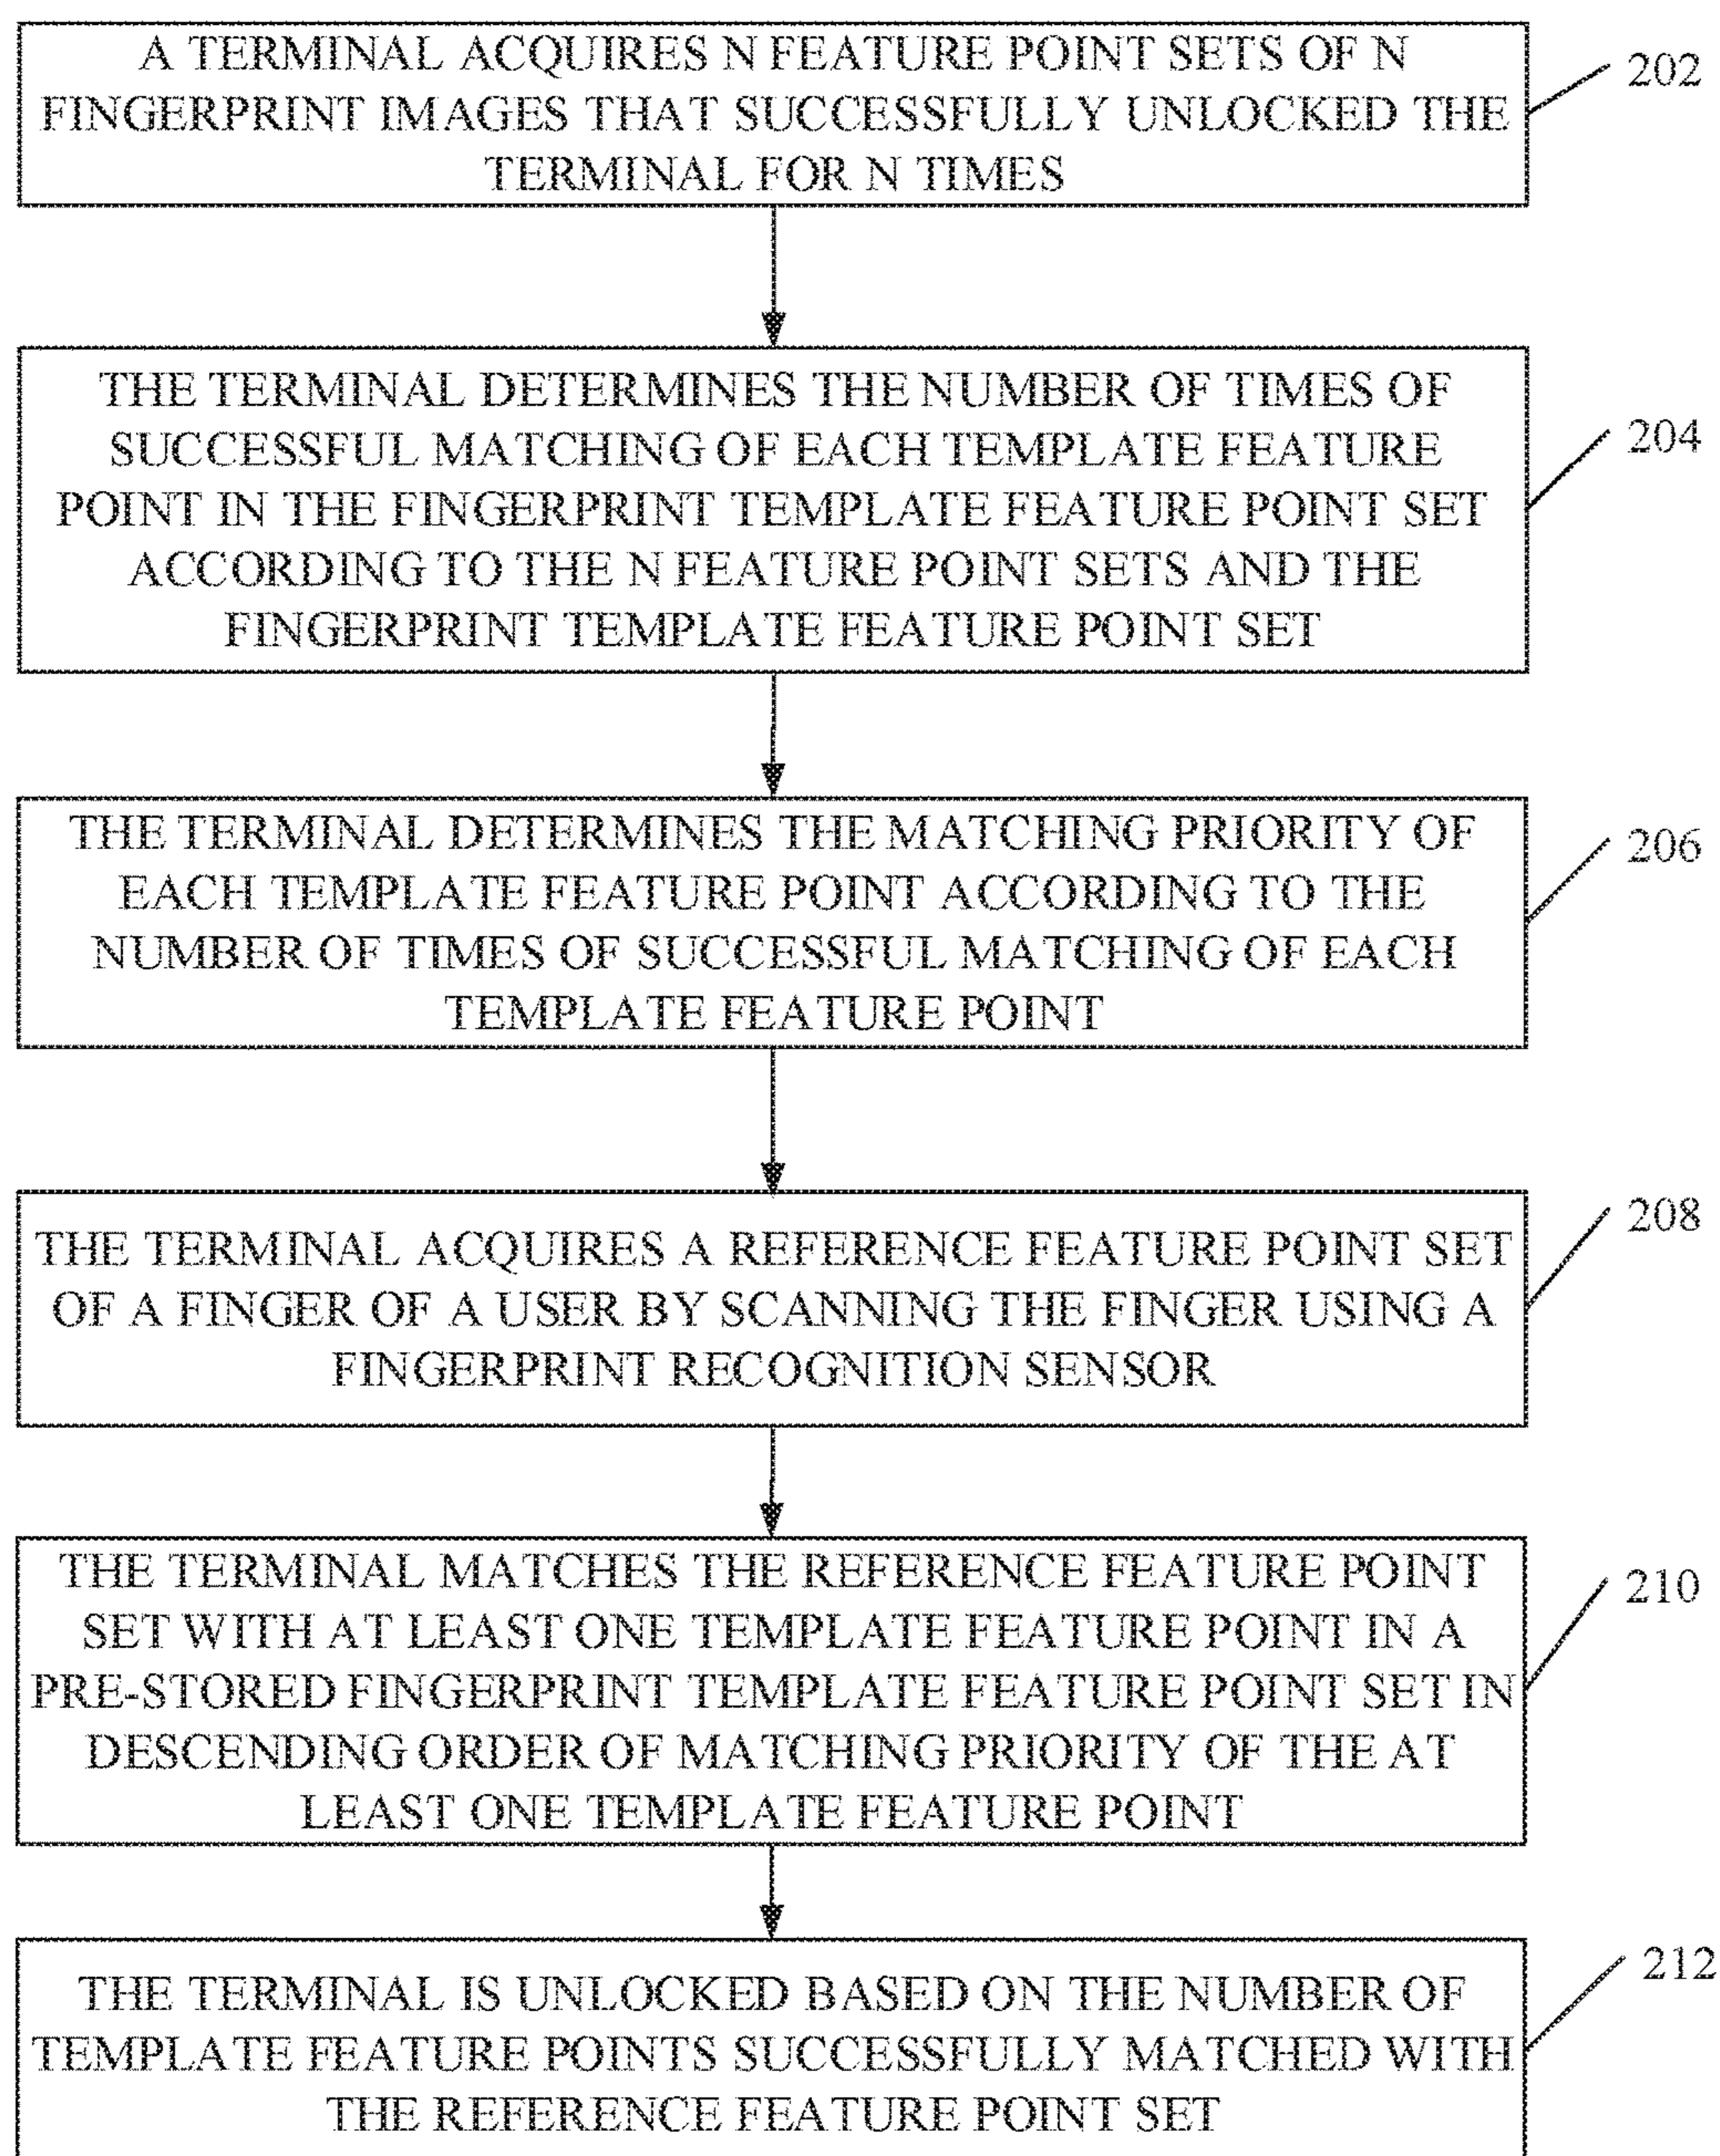 A TERMINAL ACQUIRES N FEATURE POINT SETS OF N
FINGERPRINT IMAGES THAT SUCCESSFULLY UNLOCKED THE
TERMINAL FOR N TIMES
202
THE TERMINAL DETERMINES THE NUMBER OF TIMES OF
SUCCESSFUL MATCHING OF EACH TEMPLATE FEATURE
POINT IN THE FINGERPRINT TEMPLATE FEATURE POINT SET
ACCORDING TO THE N FEATURE POINT SETS AND THE
FINGERPRINT TEMPLATE FEATURE POINT SET
204
THE TERMINAL DETERMINES THE MATCHING PRIORITY OF
EACH TEMPLATE FEATURE POINT ACCORDING TO THE
NUMBER OF TIMES OF SUCCESSFUL MATCHING OF EACH
TEMPLATE FEATURE POINT
206
THE TERMINAL ACQUIRES A REFERENCE FEATURE POINT SET
OF A FINGER OF A USER BY SCANNING THE FINGER USING A
FINGERPRINT RECOGNITION SENSOR
208
THE TERMINAL MATCHES THE REFERENCE FEATURE POINT
SET WITH AT LEAST ONE TEMPLATE FEATURE POINT IN A
PRE-STORED FINGERPRINT TEMPLATE FEATURE POINT SET IN
DESCENDING ORDER OF MATCHING PRIORITY OF THE AT
LEAST ONE TEMPLATE FEATURE POINT
210
THE TERMINAL IS UNLOCKED BASED ON THE NUMBER OF
TEMPLATE FEATURE POINTS SUCCESSFULLY MATCHED WITH
THE REFERENCE FEATURE POINT SET
212